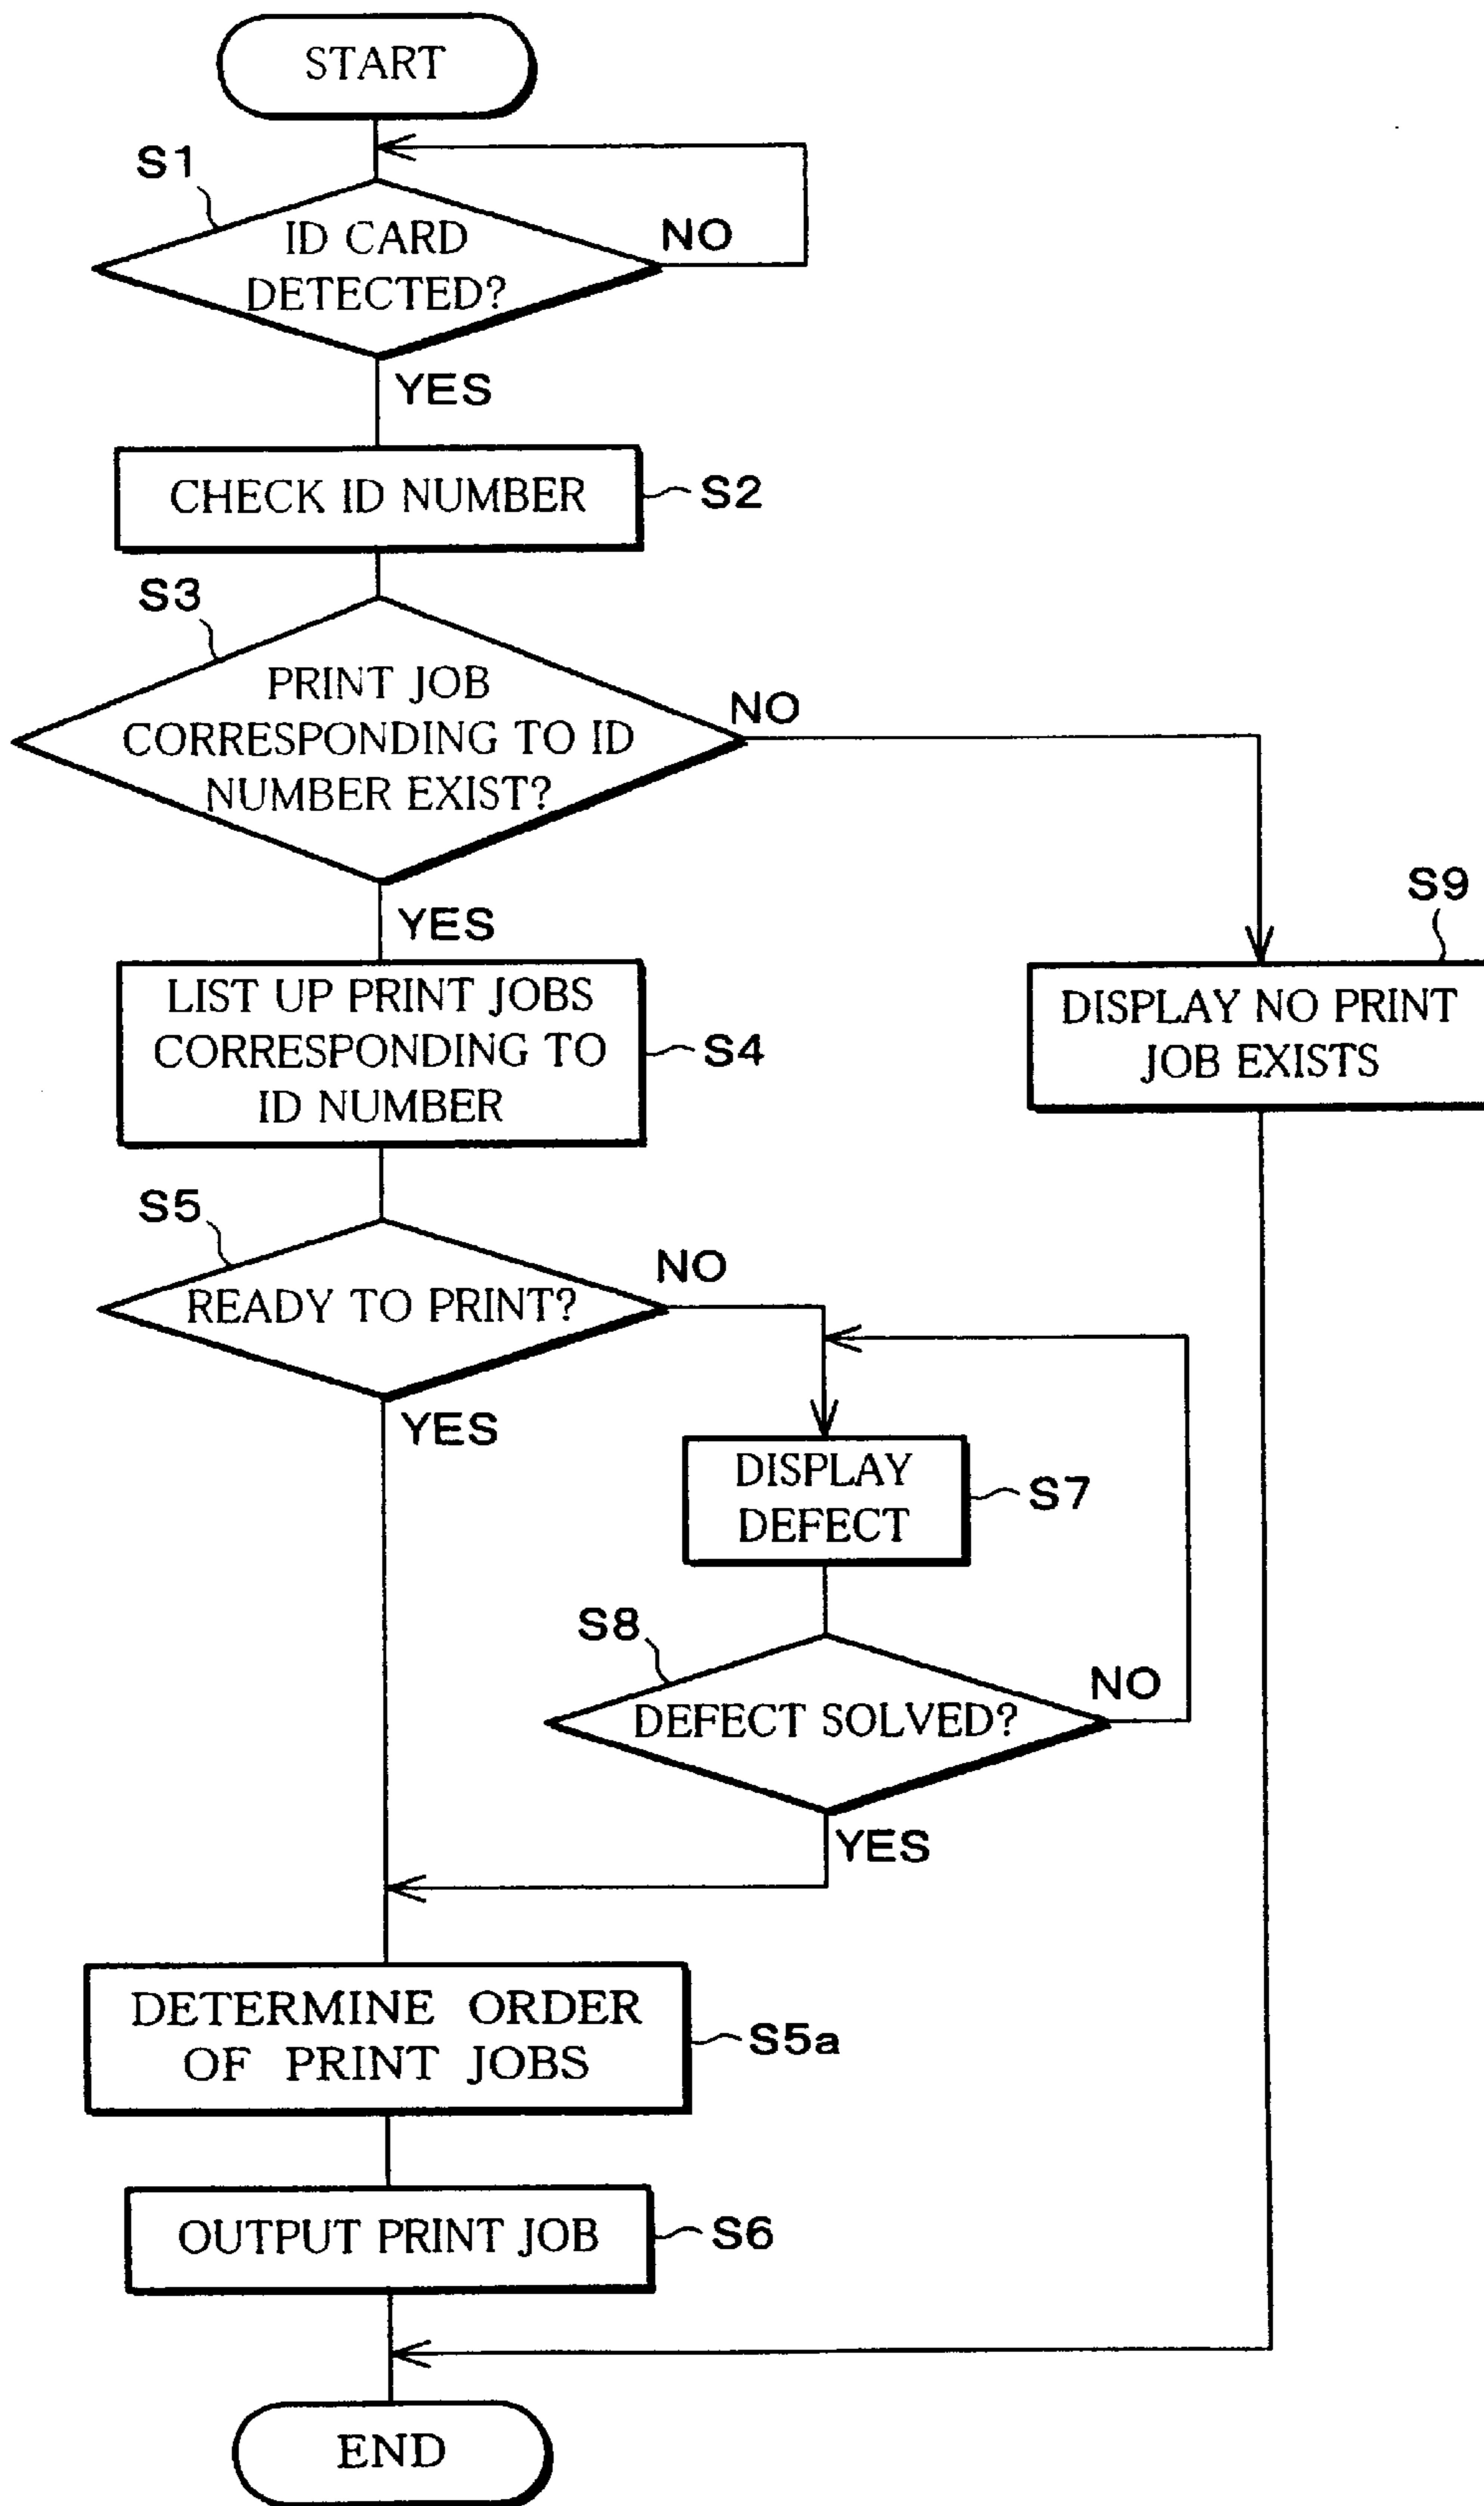 START
S1
ID CARD
DETECTED?
NO
YES
CHECK ID NUMBER
S2
S3
PRINT JOB
CORRESPONDING TO ID
NUMBER EXIST?
NO
YES
LIST UP PRINT JOBS
CORRESPONDING TO
ID NUMBER
S4
S9
DISPLAY NO PRINT
JOB EXISTS
S5
READY TO PRINT?
NO
YES
DISPLAY
DEFECT
S7
S8
DEFECT SOLVED?
NO
YES
DETERMINE ORDER
OF PRINT JOBS
S5a
OUTPUT PRINT JOB
S6
END